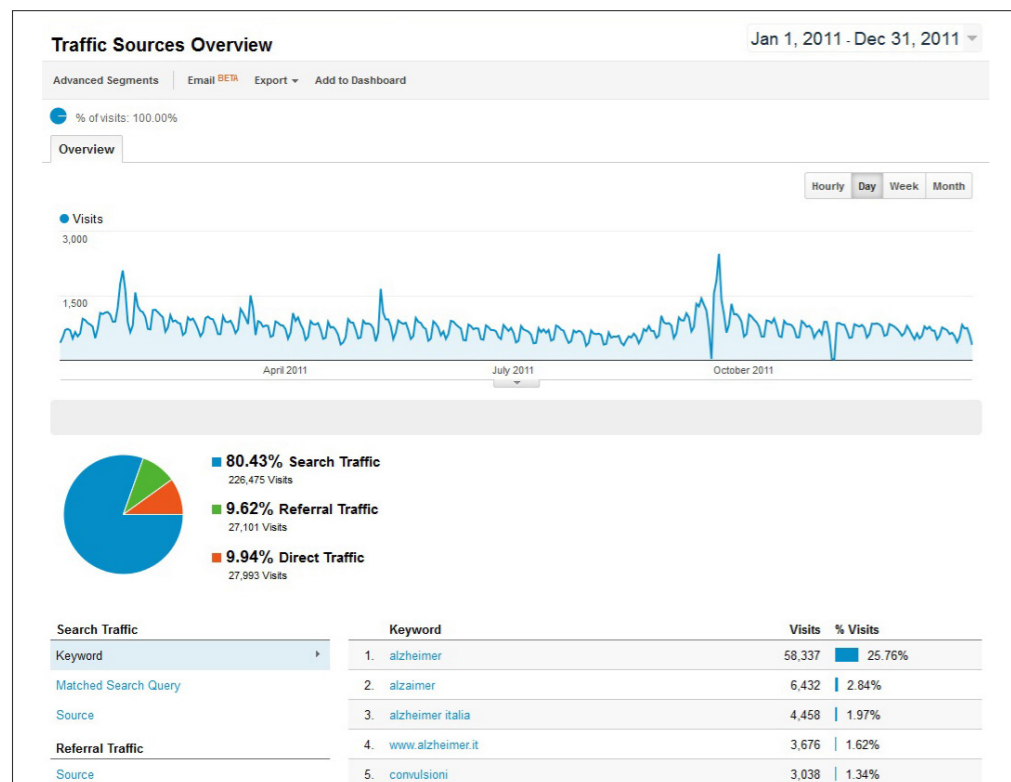 Traffic Sources Overview
Jan 1, 2011 - Dec 31, 2011
Advanced Segments Email BETA Export Add to Dashboard
% of visits: 100.00%
Overview
Hourly Day Week Month
Visits
3,000
1,500
April 2011 July 2011 October 2011
80.43% Search Traffic
226,475 Visits
9.62% Referral Traffic
27,101 Visits
9.94% Direct Traffic
27,993 Visits
Search Traffic
Keyword
Matched Search Query
Source
Referral Traffic
Source
Keyword Visits % Visits
1. alzheimer 58,337 25.76%
2. alzaimer 6,432 2.84%
3. alzheimer italia 4,458 1.97%
4. www.alzheimer.it 3,676 1.62%
5. convulsioni 3,038 1.34%